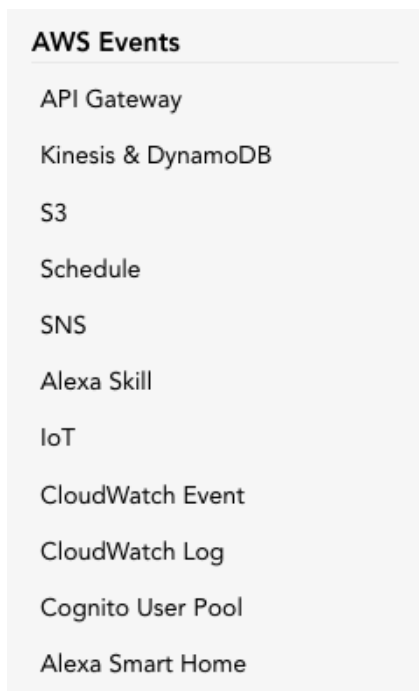 AWS Events
API Gateway
Kinesis & DynamoDB
S3
Schedule
SNS
Alexa Skill
IoT
CloudWatch Event
CloudWatch Log
Cognito User Pool
Alexa Smart Home